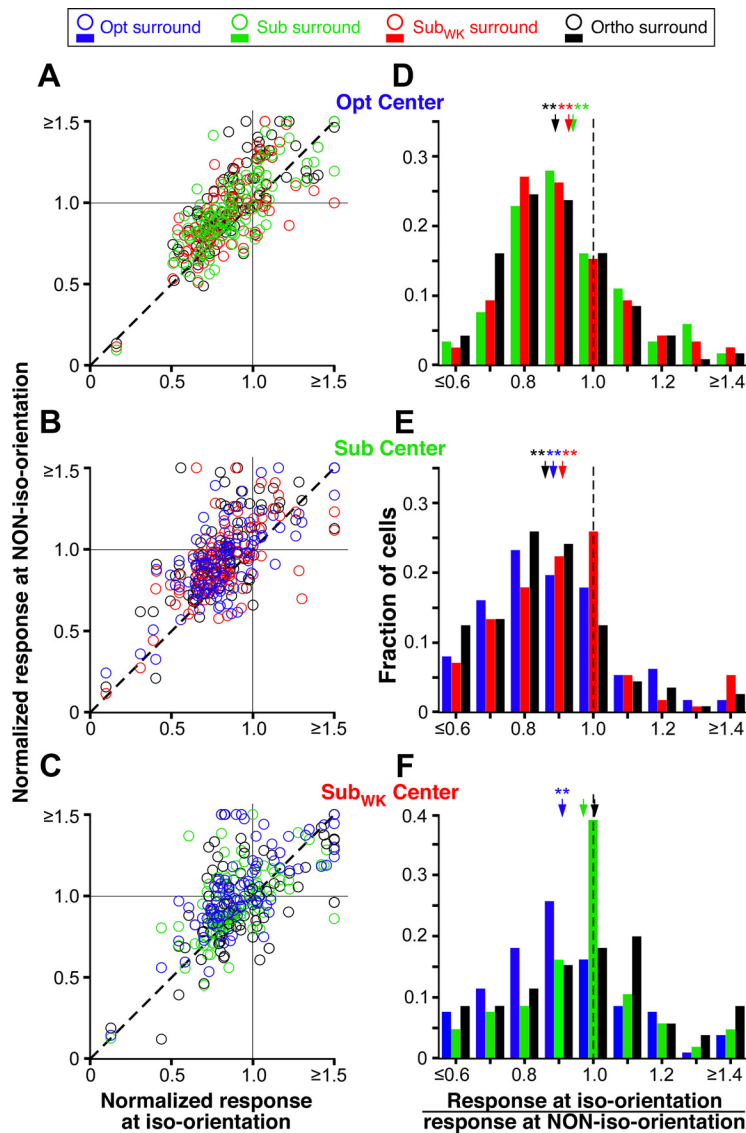 Opt surround Sub surround SubWK surround Ortho surround
A
D
Opt Center
** ** **
≥1.5
1.0
0.5
0
0 0.5 1.0 ≥1.5
0.3
0.2
0.1
0
≤0.6 0.8 1.0 1.2 ≥1.4
B
E
Sub Center
** ** **
≥1.5
1.0
0.5
0
0 0.5 1.0 ≥1.5
0.3
0.2
0.1
0
≤0.6 0.8 1.0 1.2 ≥1.4
C
F
SubWK Center
**
≥1.5
1.0
0.5
0
0 0.5 1.0 ≥1.5
0.4
0.3
0.2
0.1
0
≤0.6 0.8 1.0 1.2 ≥1.4
Normalized response at NON-iso-orientation
Fraction of cells
Normalized response
at iso-orientation
Response at iso-orientation
response at NON-iso-orientation